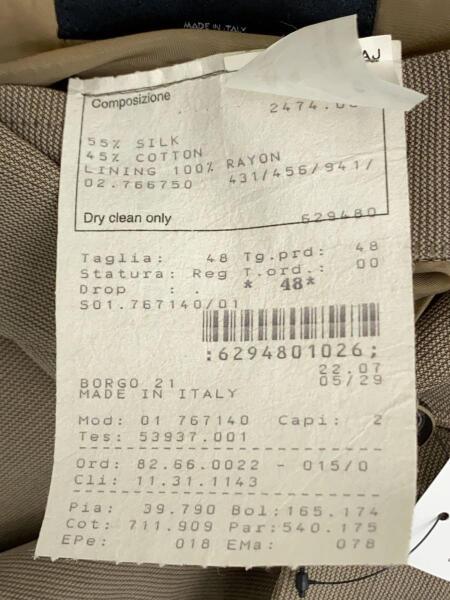 MADE IN ITALY
AJ
Composizione
2474.00
55% SILK
45% COTTON
LINING 100% RAYON
02.766750 431/456/941/
Dry clean only 629480
Taglia: 48 Tg.prd: 48
Statura: Reg T.ord.: 00
Drop : . * 48*
S01.767140/01
:6294801026;
22.07
BORGO 21 05/29
MADE IN ITALY
Mod: 01 767140 Capi: 2
Tes: 53937.001
Ord: 82.66.0022 - 015/0
Cli: 11.31.1143
Pia: 39.790 Bol:165.174
Cot: 711.909 Par:540.175
EPe: 018 EMa: 078